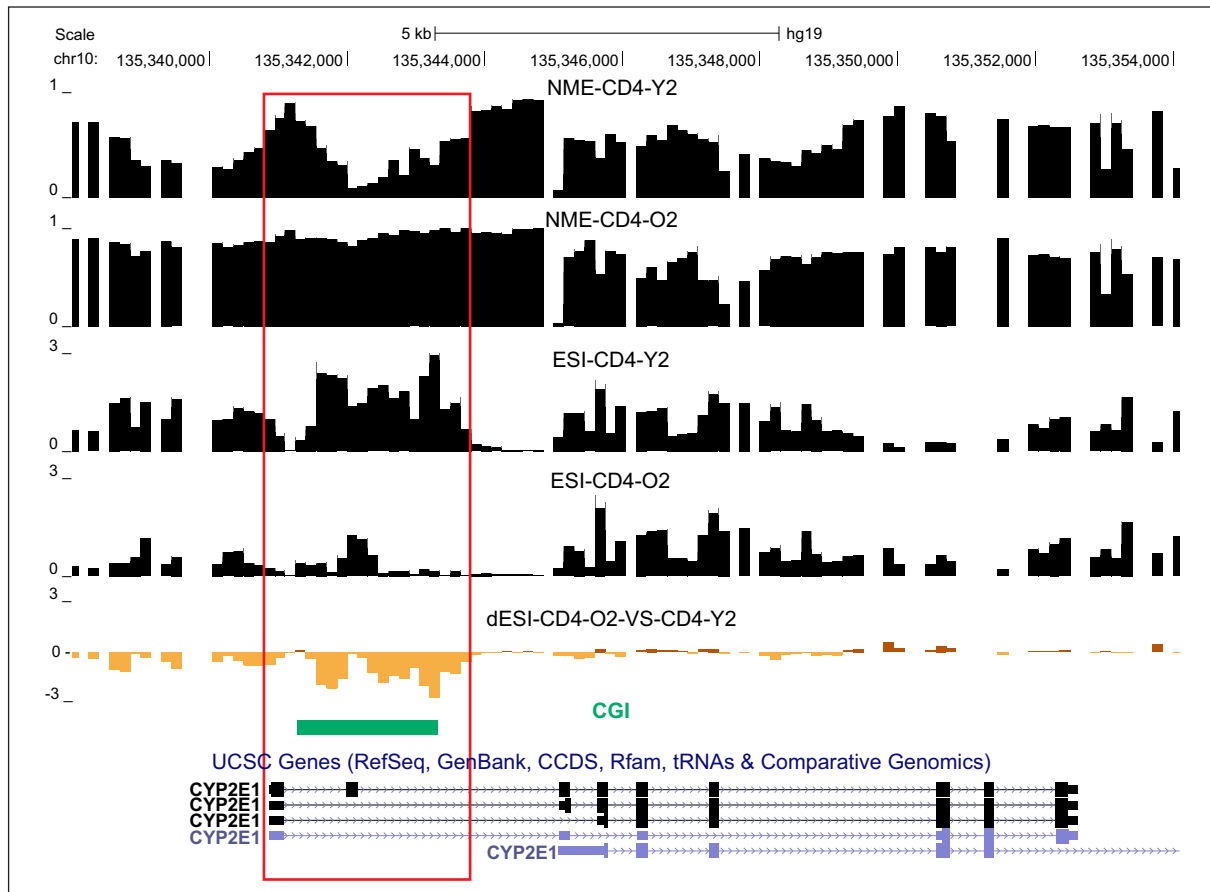 Scale 5 kb hg19
chr10: 135,340,000 135,342,000 135,344,000 135,346,000 135,348,000 135,350,000 135,352,000 135,354,000
NME-CD4-Y2
1 _
0 _
NME-CD4-O2
1 _
0 _
ESI-CD4-Y2
3 _
0 _
ESI-CD4-O2
3 _
0 _
dESI-CD4-O2-VS-CD4-Y2
3 _
0 -
-3 _
CGI
UCSC Genes (RefSeq, GenBank, CCDS, Rfam, tRNAs & Comparative Genomics)
CYP2E1
CYP2E1
CYP2E1
CYP2E1
CYP2E1